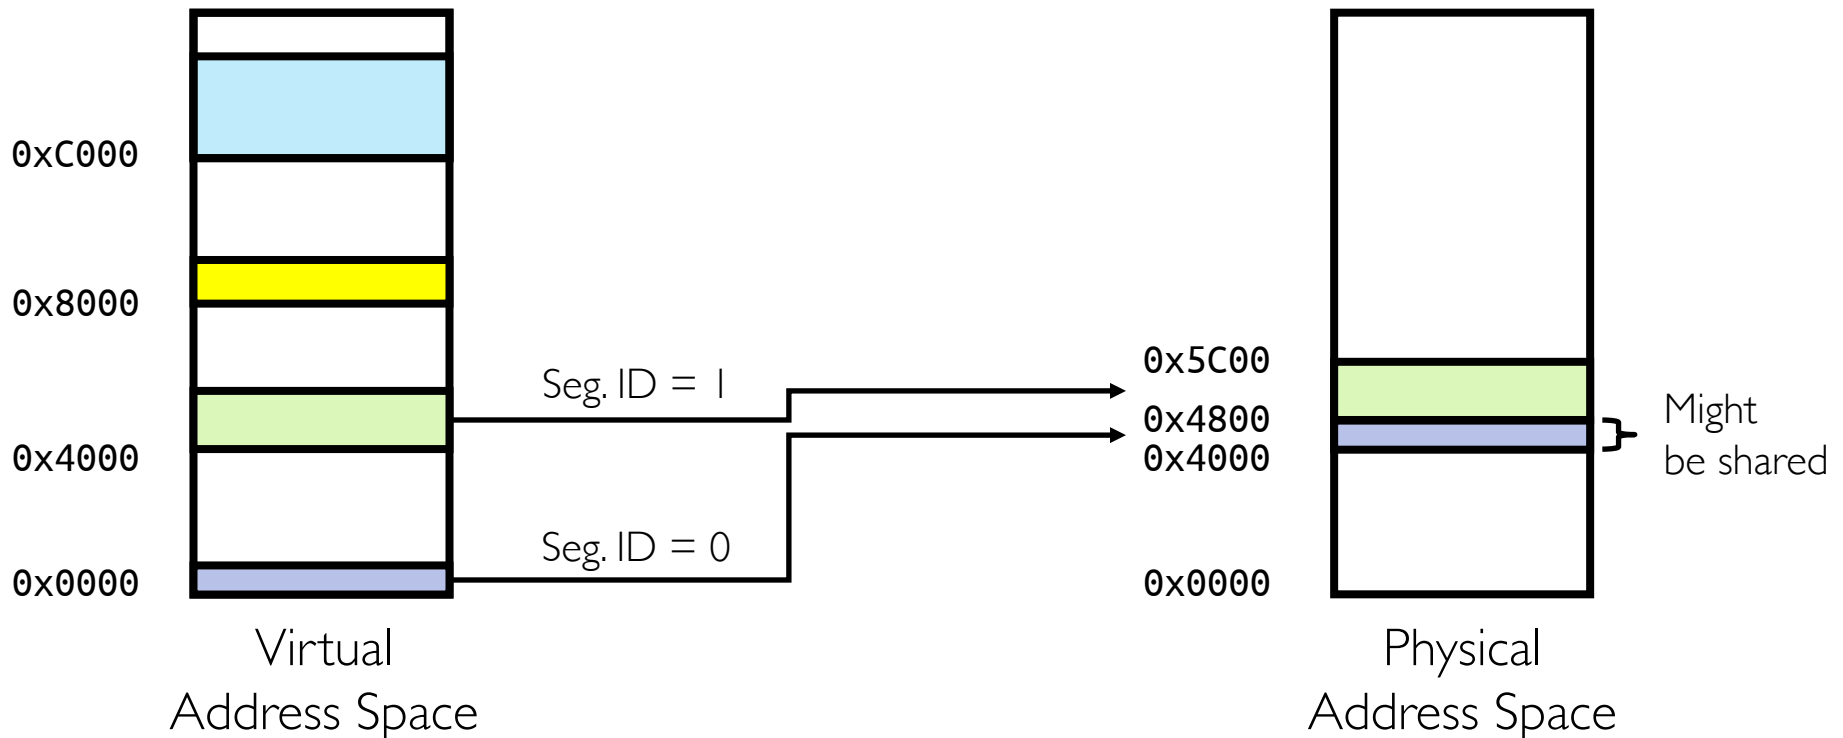 0xC000
0x8000
0x4000
0x0000
Virtual
Address Space
Seg. ID = 1
Seg. ID = 0
0x5C00
0x4800
0x4000
0x0000
Physical
Address Space
Might
be shared